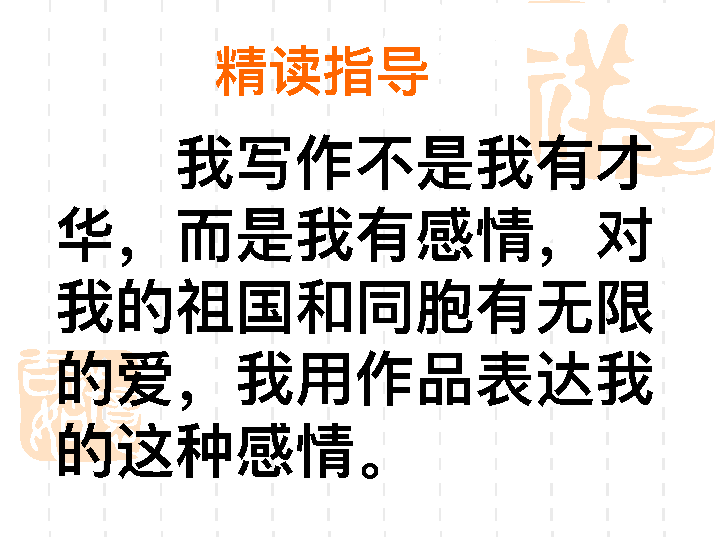 精读指导
我写作不是我有才
华，而是我有感情，对
我的祖国和同胞有无限
的爱，我用作品表达我
的这种感情。